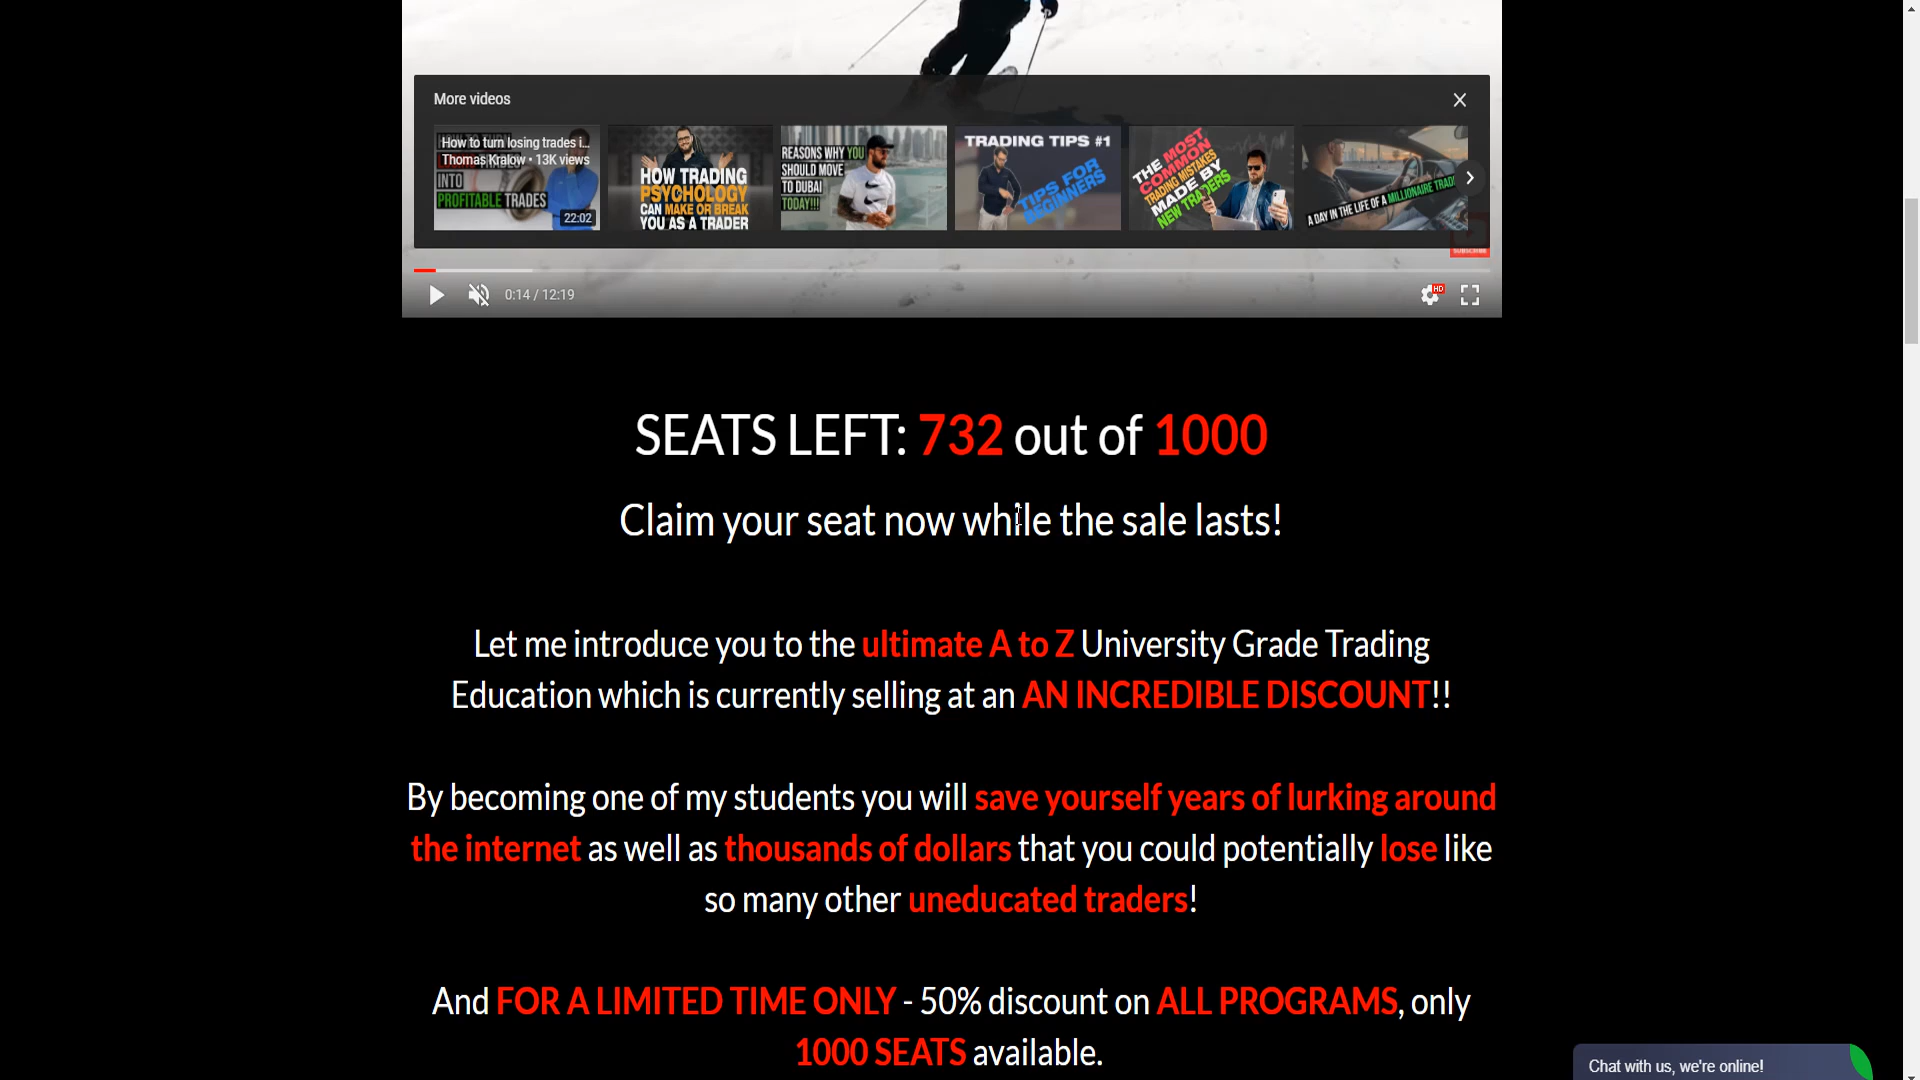 More videos
How to turn losing trades i...
Thomas Kralow • 13K views
INTO
PROFITABLE TRADES
22:02
HOW TRADING
PSYCHOLOGY
CAN MAKE OR BREAK
YOU AS A TRADER
REASONS WHY YOU
SHOULD MOVE
TO DUBAI
TODAY!!!
TRADING TIPS #1
TIPS FOR
BEGINNERS
THE MOST
COMMON
TRADING MISTAKES
MADE BY
NEW TRADERS
A DAY IN THE LIFE OF A MILLIONAIRE
SUBSCRIBE
0:14 / 12:19
HD
SEATS LEFT: 732 out of 1000
Claim your seat now while the sale lasts!
Let me introduce you to the ultimate A to Z University Grade Trading
Education which is currently selling at an AN INCREDIBLE DISCOUNT!!
By becoming one of my students you will save yourself years of lurking around
the internet as well as thousands of dollars that you could potentially lose like
so many other uneducated traders!
And FOR A LIMITED TIME ONLY - 50% discount on ALL PROGRAMS, only
1000 SEATS available.
Chat with us, we're online!